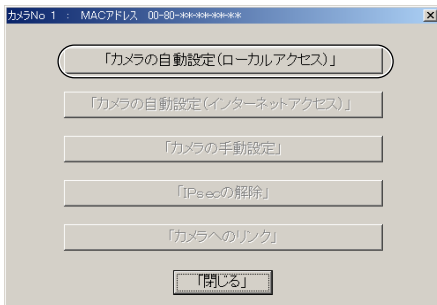 カメラNo 1 : MACアドレス 00-80-**-**-**-**
「カメラの自動設定(ローカルアクセス)」
「カメラの自動設定(インターネットアクセス)」
「カメラの手動設定」
「IPsecの解除」
「カメラへのリンク」
「閉じる」